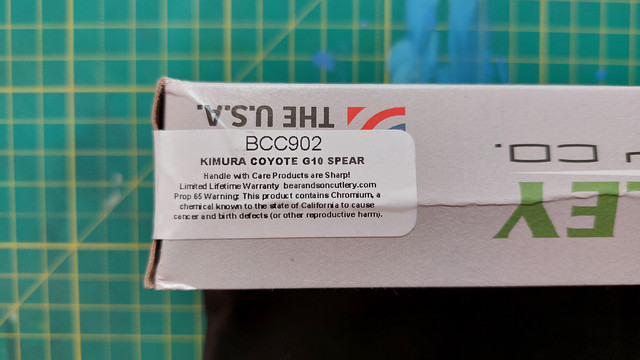 THE U.S.A.
BCC902
KIMURA COYOTE G10 SPEAR
Handle with Care Products are Sharp!
Limited Lifetime Warranty bearandsoncutlery.com
Prop 65 Warning: This product contains Chromium, a
chemical known to the state of California to cause
cancer and birth defects (or other reproductive harm).
CO.
EY